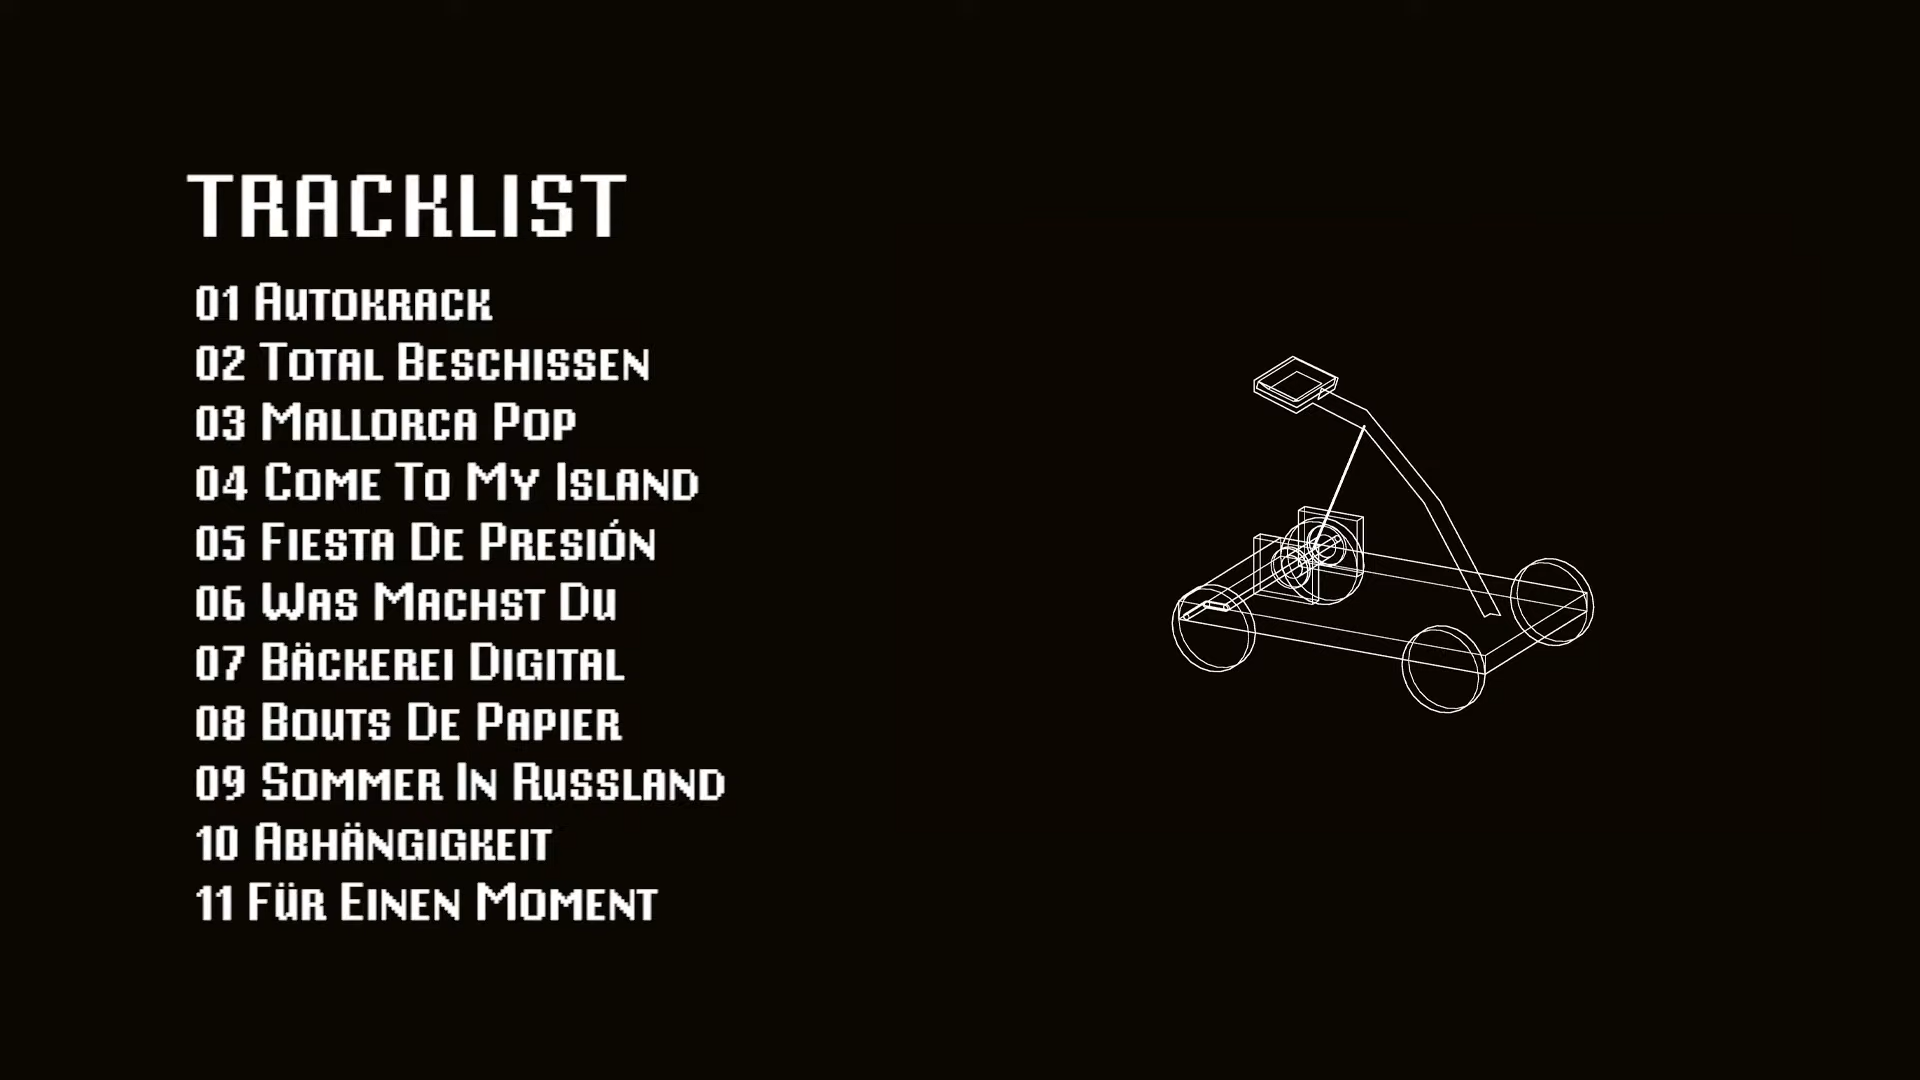 TRACKLIST
01 Autokrack
02 Total Beschissen
03 Mallorca Pop
04 Come To My Island
05 Fiesta De Presión
06 Was Machst Du
07 Bäckerei Digital
08 Bouts De Papier
09 Sommer In Russland
10 Abhängigkeit
11 Für Einen Moment